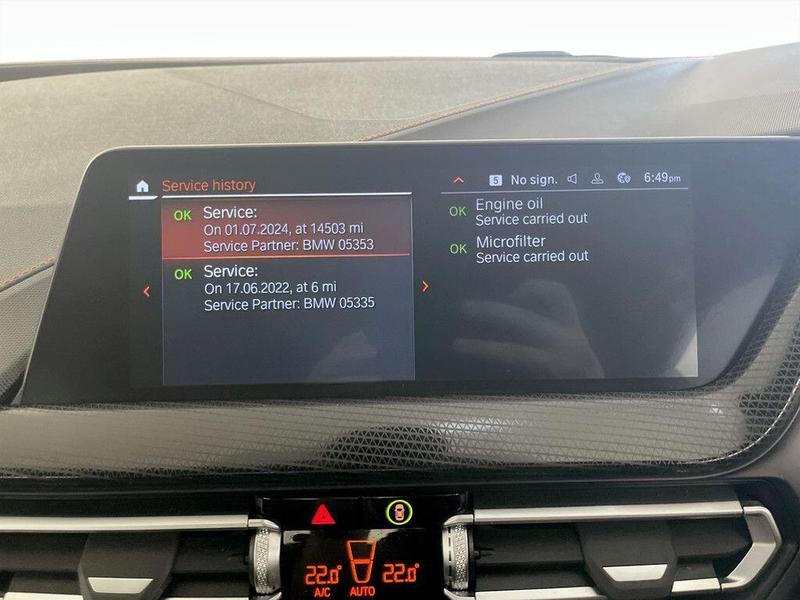 Service history
5 No sign. 6:49pm
OK Service:
On 01.07.2024, at 14503 mi
Service Partner: BMW 05353
OK Service:
On 17.06.2022, at 6 mi
Service Partner: BMW 05335
OK Engine oil
Service carried out
OK Microfilter
Service carried out
22.0° 22.0°
A/C AUTO